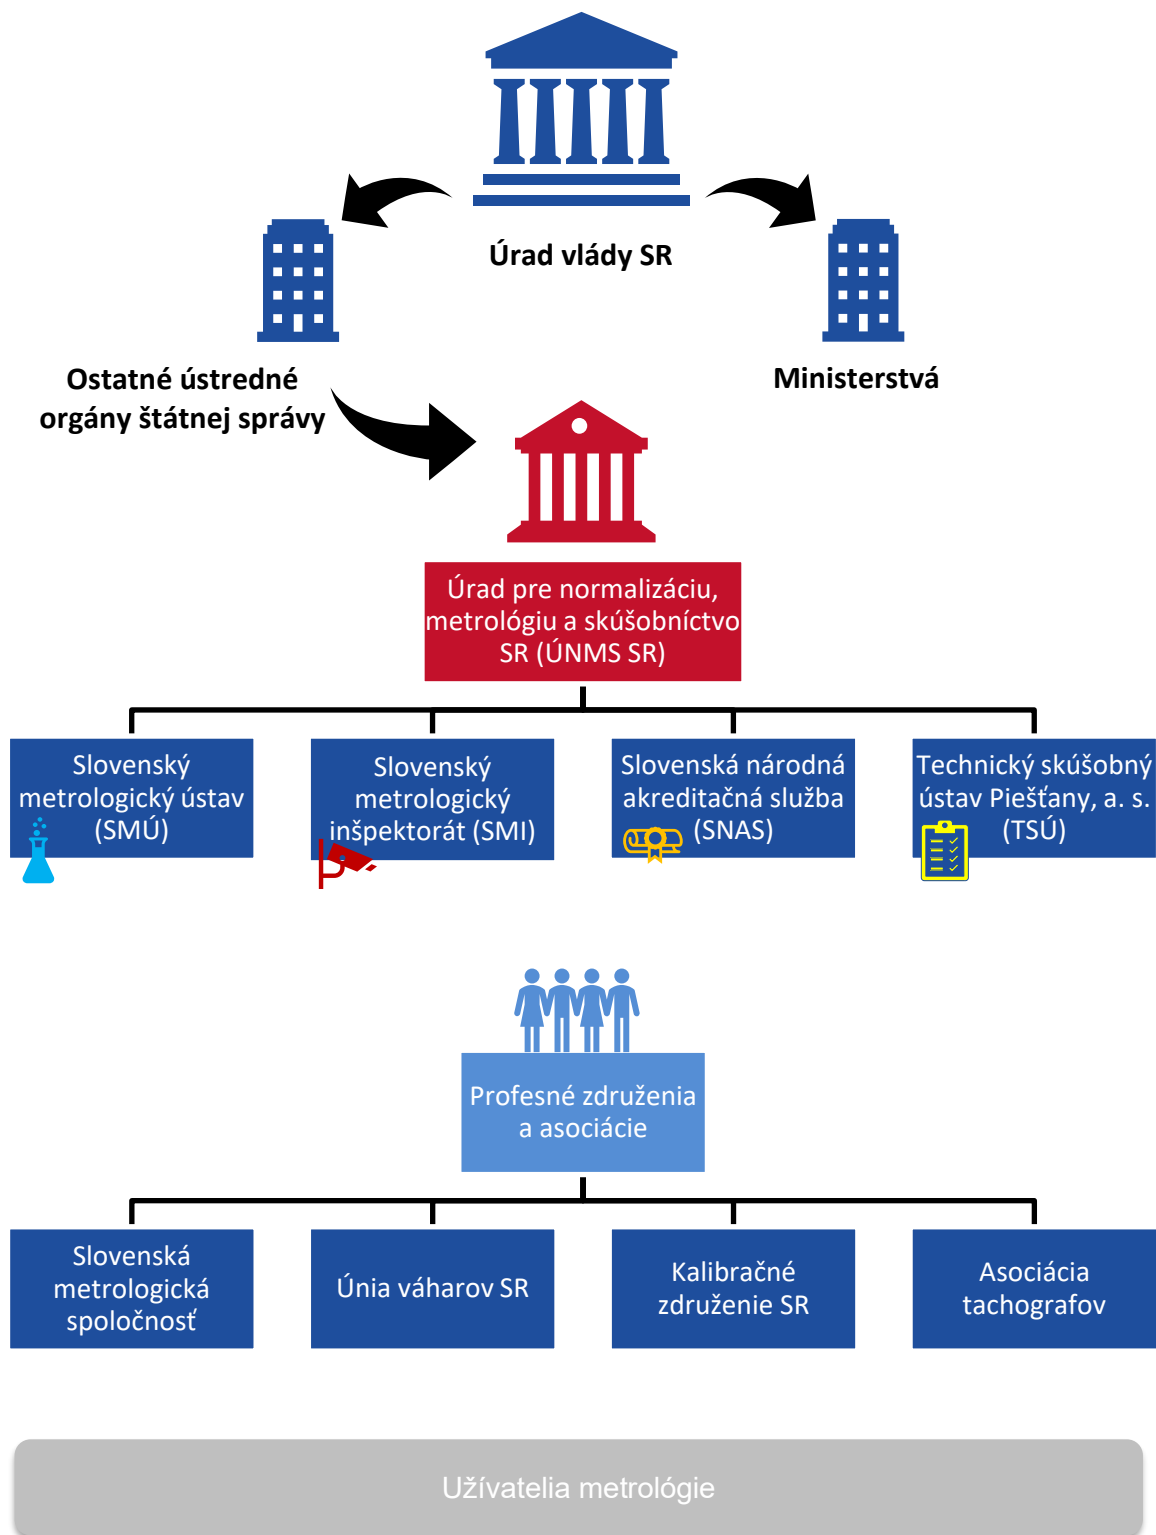 Úrad vlády SR
Ostatné ústredné
orgány štátnej správy
Ministerstvá
Úrad pre normalizáciu,
metrológiu a skúšobníctvo
SR (ÚNMS SR)
Slovenský
metrologický ústav
(SMÚ)
Slovenský
metrologický
inšpektorát (SMI)
Slovenská národná
akreditačná služba
(SNAS)
Technický skúšobný
ústav Piešťany, a. s.
(TSÚ)
Profesné združenia
a asociácie
Slovenská
metrologická
spoločnosť
Únia váharov SR
Kalibračné
združenie SR
Asociácia
tachografov
Užívatelia metrológie